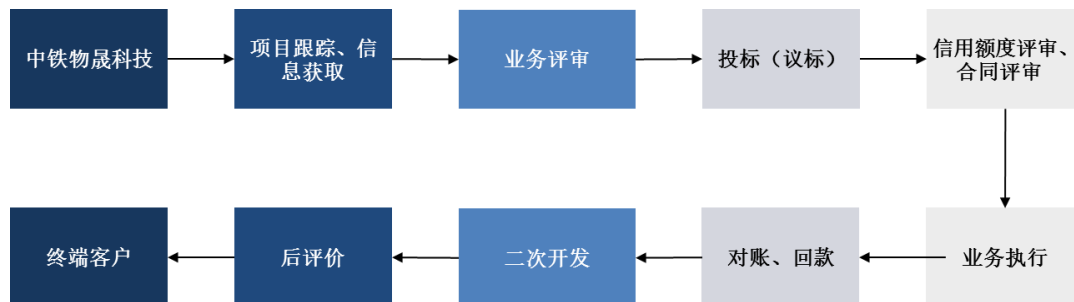 中铁物晟科技
项目跟踪、信
息获取
业务评审
投标（议标）
信用额度评审、
合同评审
终端客户
后评价
二次开发
对账、回款
业务执行